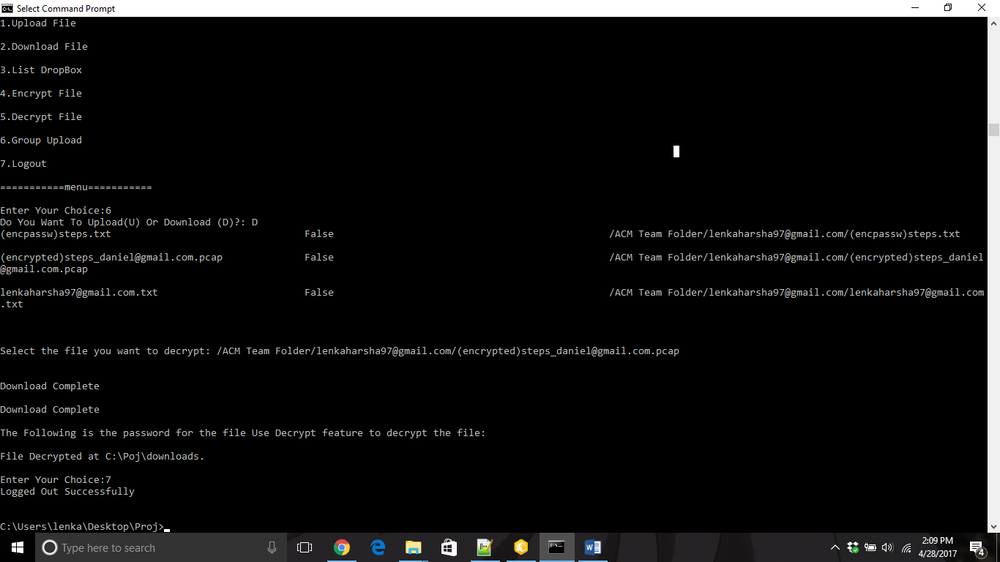 Select Command Prompt
1.Upload File
2.Download File
3.List DropBox
4.Encrypt File
5.Decrypt File
6.Group Upload
7.Logout
===========menu===========
Enter Your Choice:6
Do You Want To Upload(U) Or Download (D)?: D
(encpassw)steps.txt False /ACM Team Folder/lenkaharsha97@gmail.com/(encpassw)steps.txt
(encrypted)steps_daniel@gmail.com.pcap False /ACM Team Folder/lenkaharsha97@gmail.com/(encrypted)steps_daniel
@gmail.com.pcap
lenkaharsha97@gmail.com.txt False /ACM Team Folder/lenkaharsha97@gmail.com/lenkaharsha97@gmail.com
.txt
Select the file you want to decrypt: /ACM Team Folder/lenkaharsha97@gmail.com/(encrypted)steps_daniel@gmail.com.pcap
Download Complete
Download Complete
The Following is the password for the file Use Decrypt feature to decrypt the file:
File Decrypted at C:\Poj\downloads.
Enter Your Choice:7
Logged Out Successfully
C:\Users\lenka\Desktop\Proj>
Type here to search
2:09 PM
4/28/2017
4